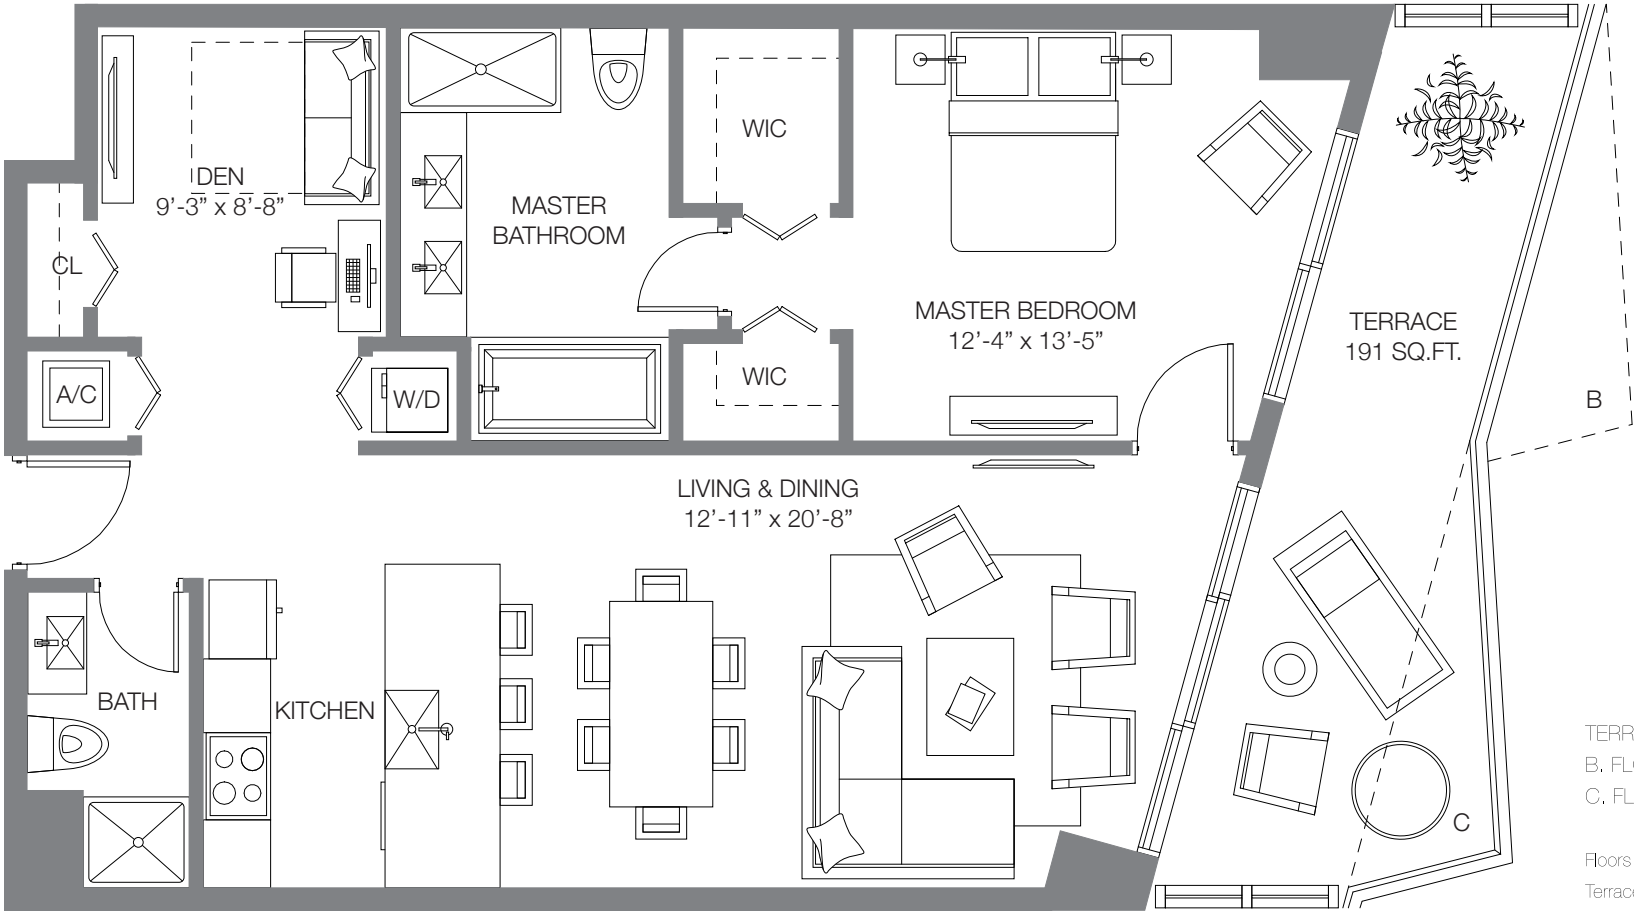 DEN
9’-3” x 8’-8”
CL
A/C
W/D
MASTER
BATHROOM
WIC
WIC
MASTER BEDROOM
12’-4” x 13’-5”
TERRACE
191 SQ.FT.
B
LIVING & DINING
12’-11” x 20’-8”
BATH
KITCHEN
C
B.
C.
Floors